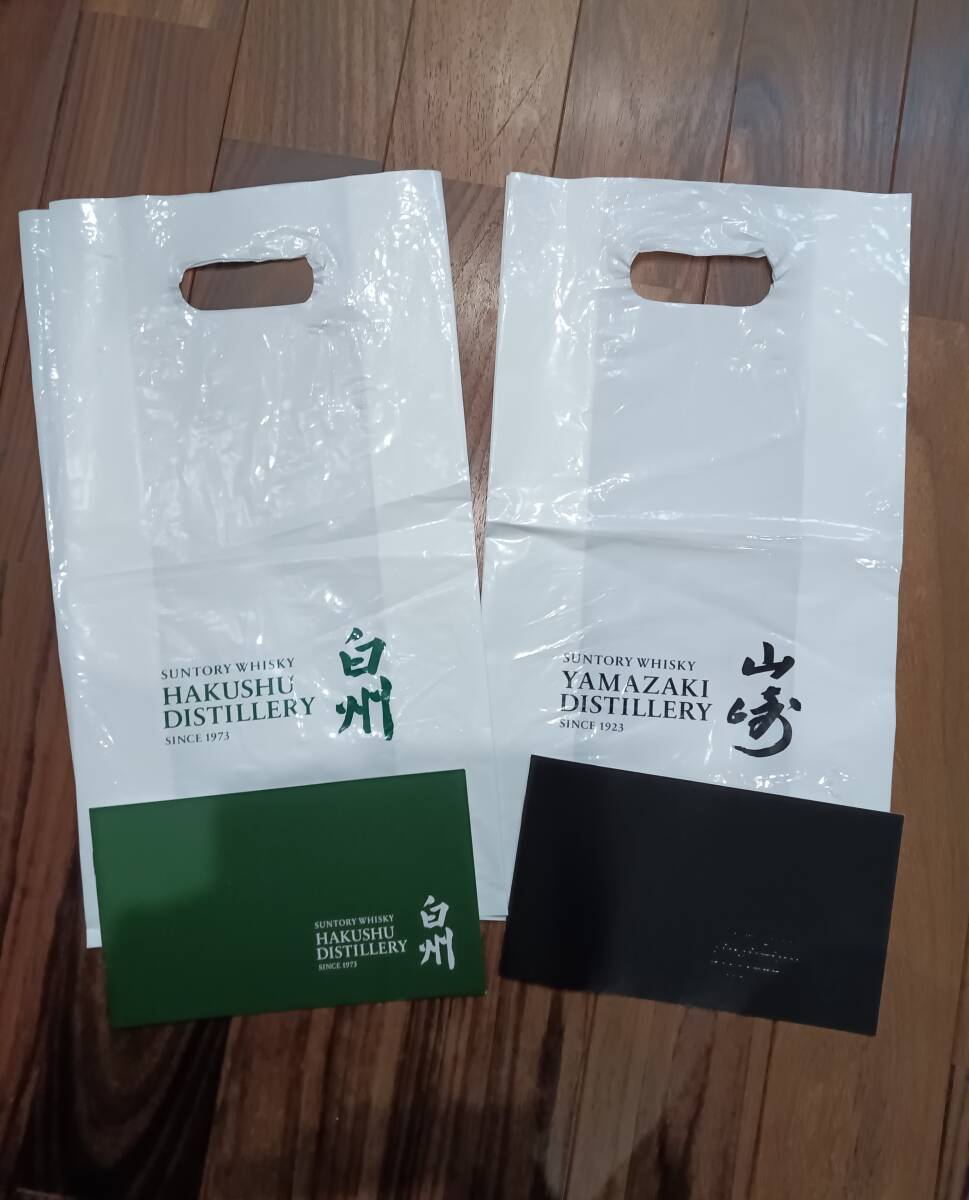 SUNTORY WHISKY
HAKUSHU
DISTILLERY
SINCE 1973
白州
SUNTORY WHISKY
YAMAZAKI
DISTILLERY
SINCE 1923
山崎
SUNTORY WHISKY
HAKUSHU
DISTILLERY
SINCE 1973
白州